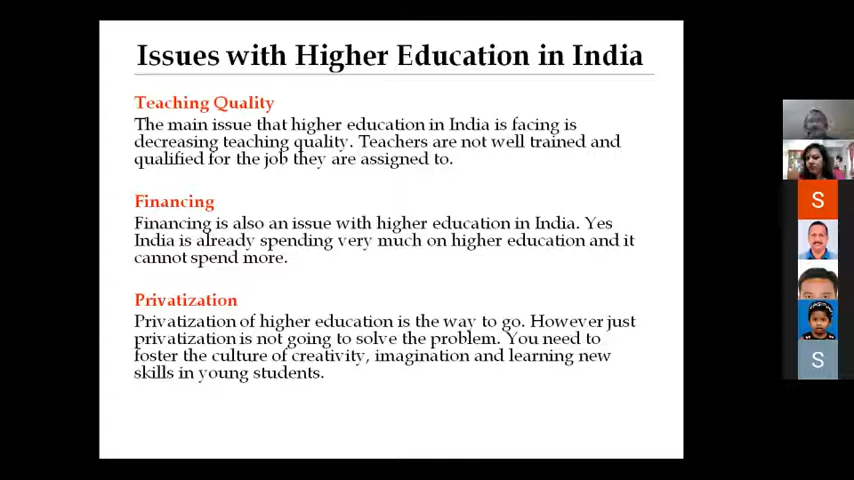 Issues with Higher Education in India
Teaching Quality
The main issue that higher education in India is facing is
decreasing teaching quality. Teachers are not well trained and
qualified for the job they are assigned to.
Financing
Financing is also an issue with higher education in India. Yes
India is already spending very much on higher education and it
cannot spend more.
Privatization
Privatization of higher education is the way to go. However just
privatization is not going to solve the problem. You need to
foster the culture of creativity, imagination and learning new
skills in young students.
S
S